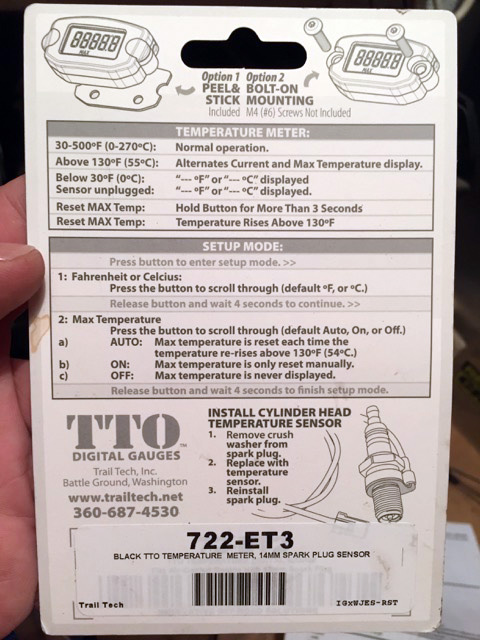 88888
MAX
88888
MAX
Option 1 Option 2
PEEL& BOLT-ON
STICK MOUNTING
Included M4 (#6) Screws Not Included
TEMPERATURE METER:
30-500ºF (0-270ºC): Normal operation.
Above 130ºF (55ºC): Alternates Current and Max Temperature display.
Below 30ºF (0ºC): "--- ºF" or "--- ºC" displayed
Sensor unplugged: "--- ºF" or "--- ºC" displayed.
Reset MAX Temp: Hold Button for More Than 3 Seconds
Reset MAX Temp: Temperature Rises Above 130ºF
SETUP MODE:
Press button to enter setup mode. >>
1: Fahrenheit or Celcius:
Press the button to scroll through (default ºF, or ºC.)
Release button and wait 4 seconds to continue. >>
2: Max Temperature
Press the button to scroll through (default Auto, On, or Off.)
a) AUTO: Max temperature is reset each time the
temperature re-rises above 130ºF (54ºC.)
b) ON: Max temperature is only reset manually.
c) OFF: Max temperature is never displayed.
Release button and wait 4 seconds to finish setup mode.
TTO™
DIGITAL GAUGES
Trail Tech, Inc.
Battle Ground, Washington
www.trailtech.net
360-687-4530
INSTALL CYLINDER HEAD
TEMPERATURE SENSOR
1. Remove crush
washer from
spark plug.
2. Replace with
temperature
sensor.
3. Reinstall
spark plug.
722-ET3
BLACK TTO TEMPERATURE METER, 14MM SPARK PLUG SENSOR
Trail Tech IGxWJES-RST